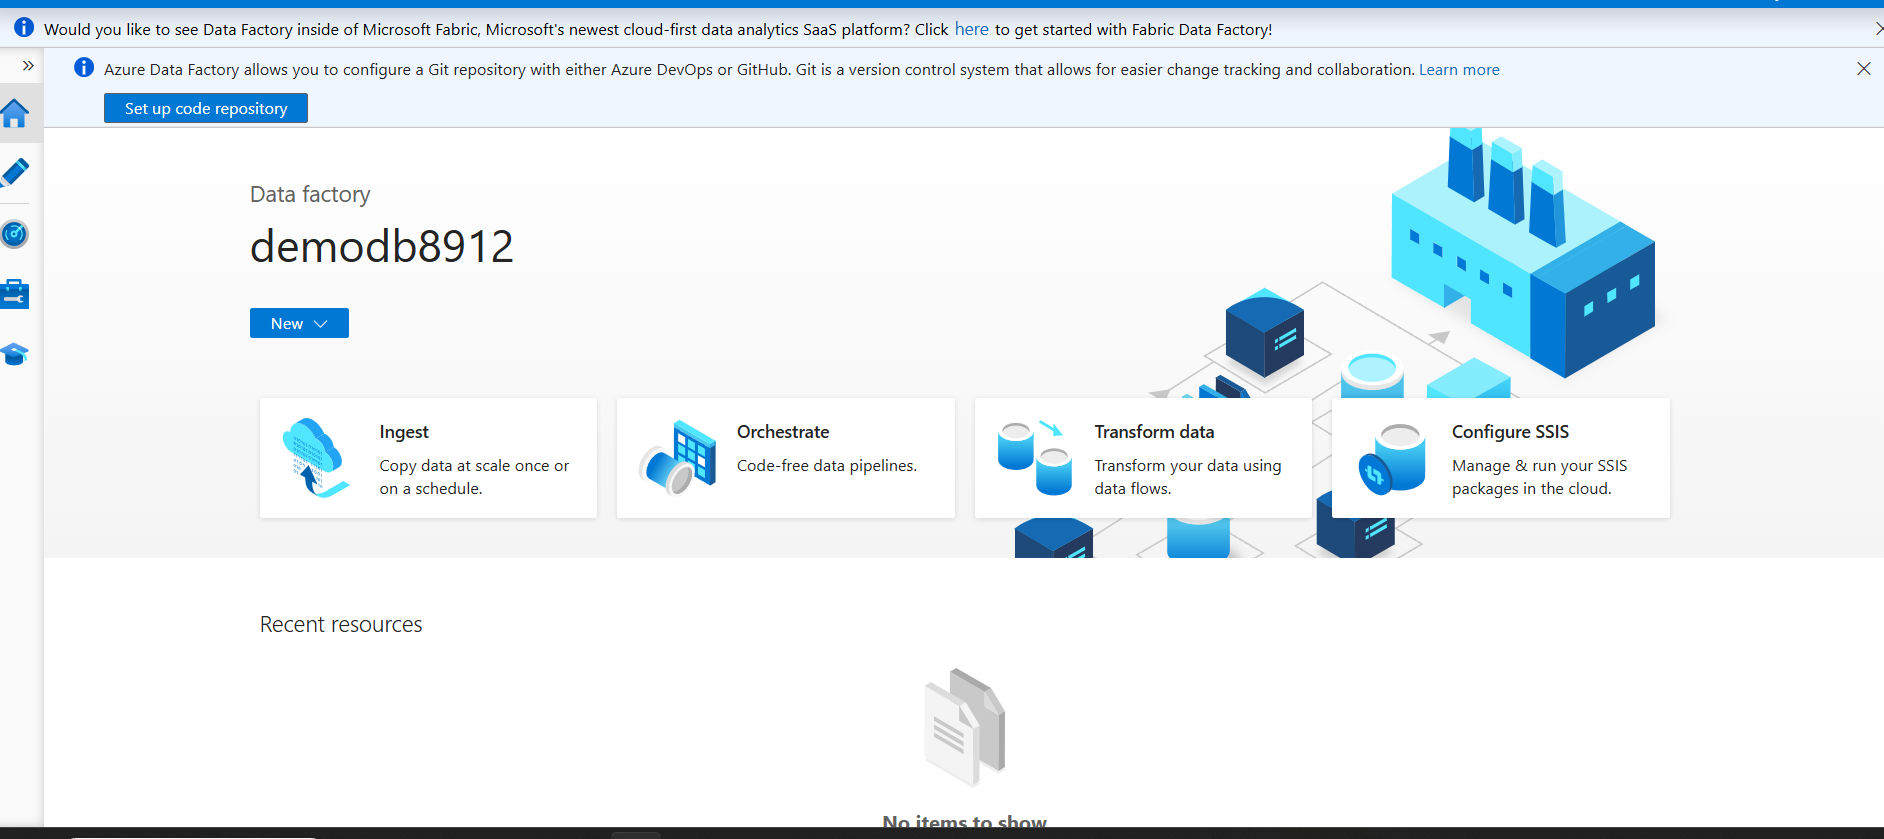 Would you like to see Data Factory inside of Microsoft Fabric, Microsoft's newest cloud-first data analytics SaaS platform? Click here to get started with Fabric Data Factory!
Azure Data Factory allows you to configure a Git repository with either Azure DevOps or GitHub. Git is a version control system that allows for easier change tracking and collaboration. Learn more
Set up code repository
Data factory
demodb8912
New
Ingest
Copy data at scale once or
on a schedule.
Orchestrate
Code-free data pipelines.
Transform data
Transform your data using
data flows.
Configure SSIS
Manage & run your SSIS
packages in the cloud.
Recent resources
No items to show